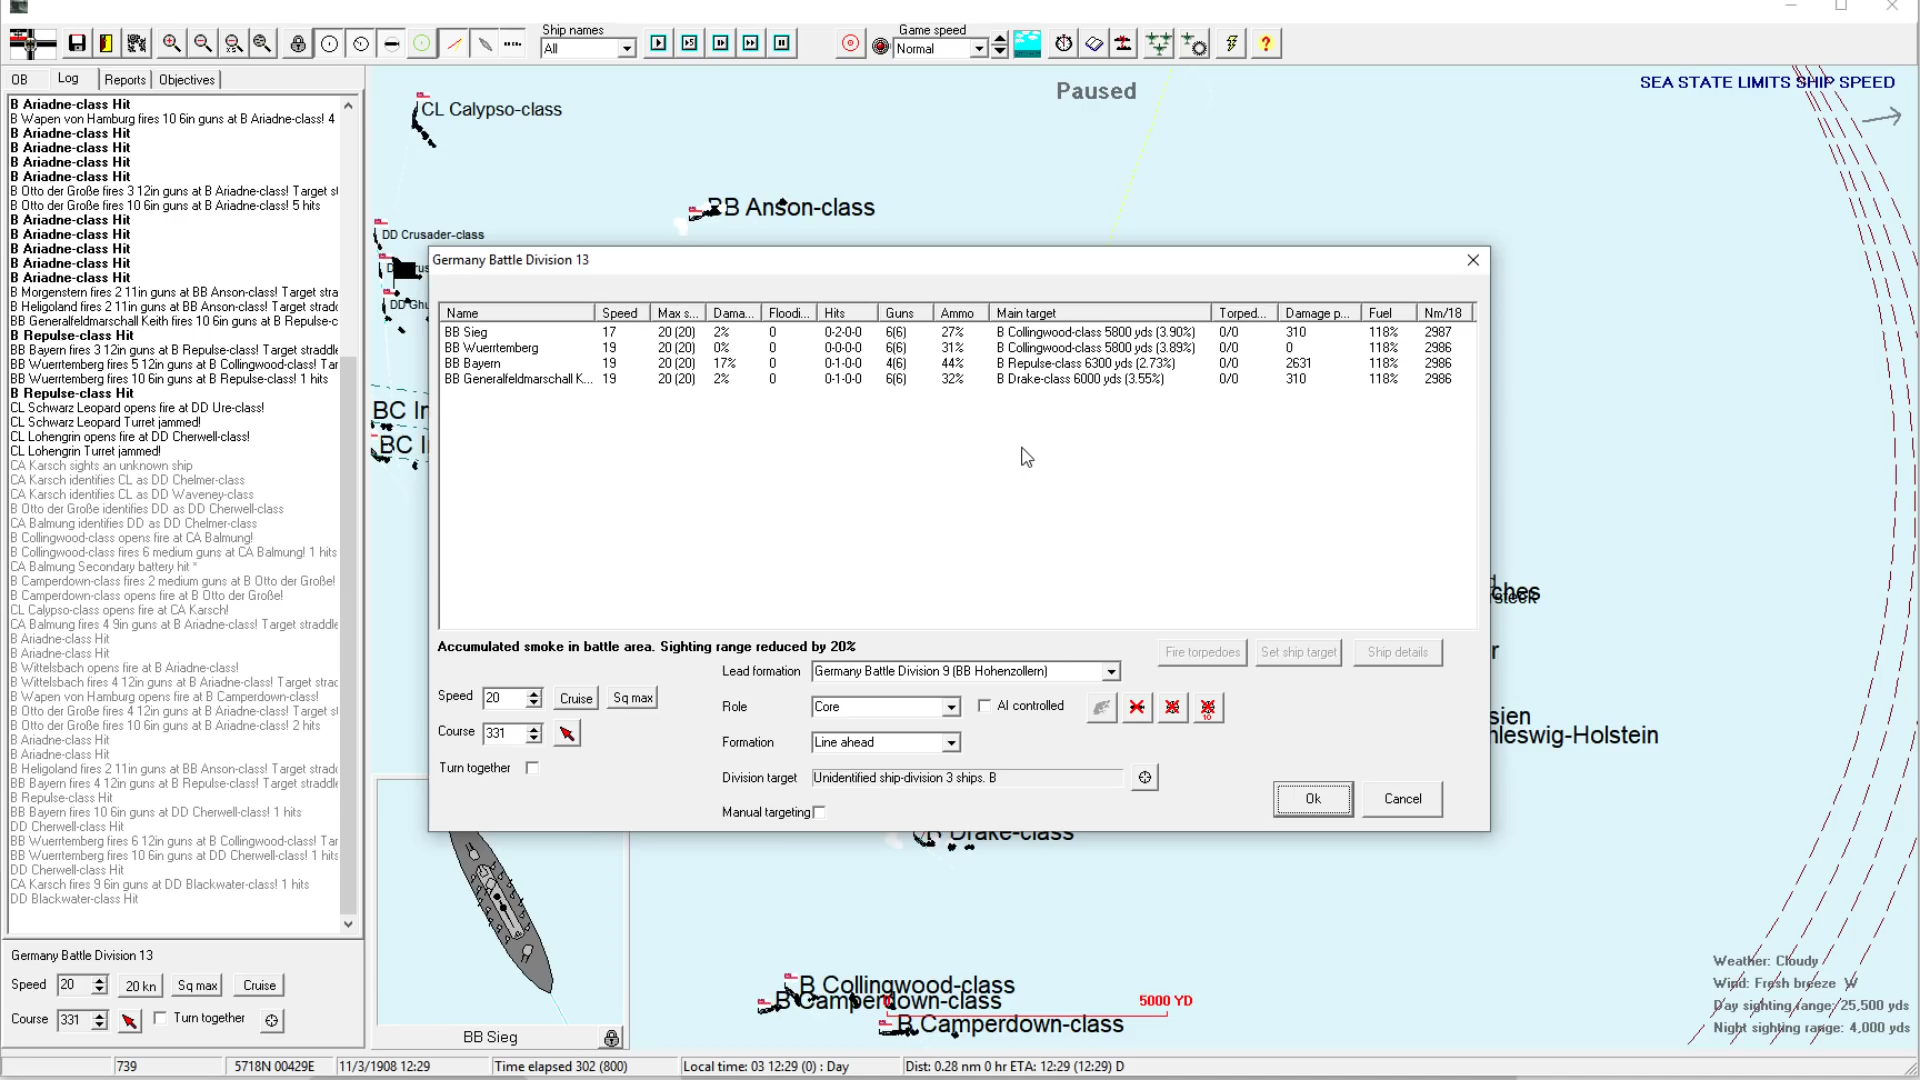 Ship names
All
Game speed
Normal
OB
Log
Reports
Objectives
B Ariadne-class Hit
B Wapen von Hamburg fires 10 6in guns at B Ariadne-class! 4
B Ariadne-class Hit
B Ariadne-class Hit
B Ariadne-class Hit
B Ariadne-class Hit
B Otto der Große fires 3 12in guns at B Ariadne-class! Target st
B Otto der Große fires 10 6in guns at B Ariadne-class! 5 hits
B Ariadne-class Hit
B Ariadne-class Hit
B Ariadne-class Hit
B Ariadne-class Hit
B Ariadne-class Hit
B Morgenstern fires 2 11in guns at BB Anson-class! Target stra
B Heligoland fires 2 11in guns at BB Anson-class! Target stradd
BB Generalfeldmarschall Keith fires 10 6in guns at B Repulse-c
B Repulse-class Hit
BB Bayern fires 3 12in guns at B Repulse-class! Target straddle
BB Wuerrtemberg fires 5 12in guns at B Collingwood-class! Tar
BB Wuerrtemberg fires 10 6in guns at B Repulse-class! 1 hits
B Repulse-class Hit
CL Schwarz Leopard opens fire at DD Ure-class!
CL Schwarz Leopard Turret jammed!
CL Lohengrin opens fire at DD Cherwell-class!
CL Lohengrin Turret jammed!
CA Karsch sights an unknown ship
CA Karsch identifies CL as DD Chelmer-class
CA Karsch identifies CL as DD Waveney-class
B Otto der Große identifies DD as DD Cherwell-class
CA Balmung identifies DD as DD Chelmer-class
B Collingwood-class opens fire at CA Balmung!
B Collingwood-class fires 6 medium guns at CA Balmung! 1 hits
CA Balmung Secondary battery hit *
B Camperdown-class fires 2 medium guns at B Otto der Große!
B Camperdown-class opens fire at B Otto der Große!
CL Calypso-class opens fire at CA Karsch!
CA Balmung fires 4 9in guns at B Ariadne-class! Target straddle
B Ariadne-class Hit
B Ariadne-class Hit
B Wittelsbach opens fire at B Ariadne-class!
B Wittelsbach fires 4 12in guns at B Ariadne-class! Target strac
B Wapen von Hamburg opens fire at B Camperdown-class!
B Otto der Große fires 4 12in guns at B Ariadne-class! Target st
B Otto der Große fires 10 6in guns at B Ariadne-class! 2 hits
B Ariadne-class Hit
B Ariadne-class Hit
B Heligoland fires 2 11in guns at BB Anson-class! Target stradd
BB Bayern fires 4 12in guns at B Repulse-class! Target straddle
B Repulse-class Hit
BB Bayern fires 10 6in guns at DD Cherwell-class! 1 hits
DD Cherwell-class Hit
BB Wuerrtemberg fires 6 12in guns at B Collingwood-class! Tar
BB Wuerrtemberg fires 10 6in guns at DD Cherwell-class! 1 hits
DD Cherwell-class Hit
CA Karsch fires 9 6in guns at DD Blackwater-class! 1 hits
DD Blackwater-class Hit
Germany Battle Division 13
Speed 20 20 kn Sq max Cruise
Course 331 Turn together
Paused
SEA STATE LIMITS SHIP SPEED
CL Calypso-class
BB Anson-class
DD Crusader-class
DD Ghu
BC In
BC I
Germany Battle Division 13
Name Speed Max s... Dama... Floodi... Hits Guns Ammo Main target Torped... Damage p... Fuel Nm/18
BB Sieg 17 20 (20) 2% 0 0-2-0-0 6(6) 27% B Collingwood-class 5800 yds (3.90%) 0/0 310 118% 2987
BB Wuerrtemberg 19 20 (20) 0% 0 0-0-0-0 6(6) 31% B Collingwood-class 5800 yds (3.89%) 0/0 0 118% 2986
BB Bayern 19 20 (20) 17% 0 0-1-0-0 4(6) 44% B Repulse-class 6300 yds (2.73%) 0/0 2631 118% 2986
BB Generalfeldmarschall K... 19 20 (20) 2% 0 0-1-0-0 6(6) 32% B Drake-class 6000 yds (3.55%) 0/0 310 118% 2986
Accumulated smoke in battle area. Sighting range reduced by 20%
Fire torpedoes Set ship target Ship details
Lead formation Germany Battle Division 9 (BB Hohenzollern)
Speed 20 Cruise Sq max
Role Core AI controlled
10
Course 331
Formation Line ahead
Turn together
Division target Unidentified ship-division 3 ships. B
Manual targeting
Ok Cancel
ches
sien
hleswig-Holstein
Drake-class
B Collingwood-class
B Camperdown-class
B Camperdown-class
5000 YD
BB Sieg
Weather: Cloudy
Wind: Fresh breeze W
Day sighting range: 25,500 yds
Night sighting range: 4,000 yds
739 5718N 00429E 11/3/1908 12:29 Time elapsed 302 (800) Local time: 03 12:29 (0) : Day Dist: 0.28 nm 0 hr ETA: 12:29 (12:29) D